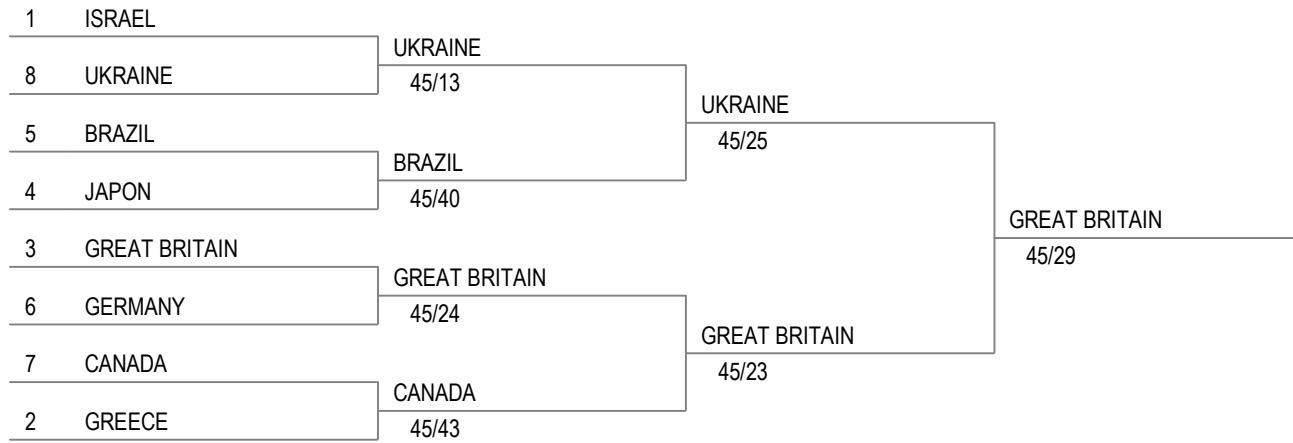 1 ISRAEL
8 UKRAINE
5 BRAZIL
4 JAPON
3 GREAT BRITAIN
6 GERMANY
7 CANADA
2 GREECE
UKRAINE
45/13
BRAZIL
45/40
GREAT BRITAIN
45/24
CANADA
45/43
UKRAINE
45/25
GREAT BRITAIN
45/23
GREAT BRITAIN
45/29